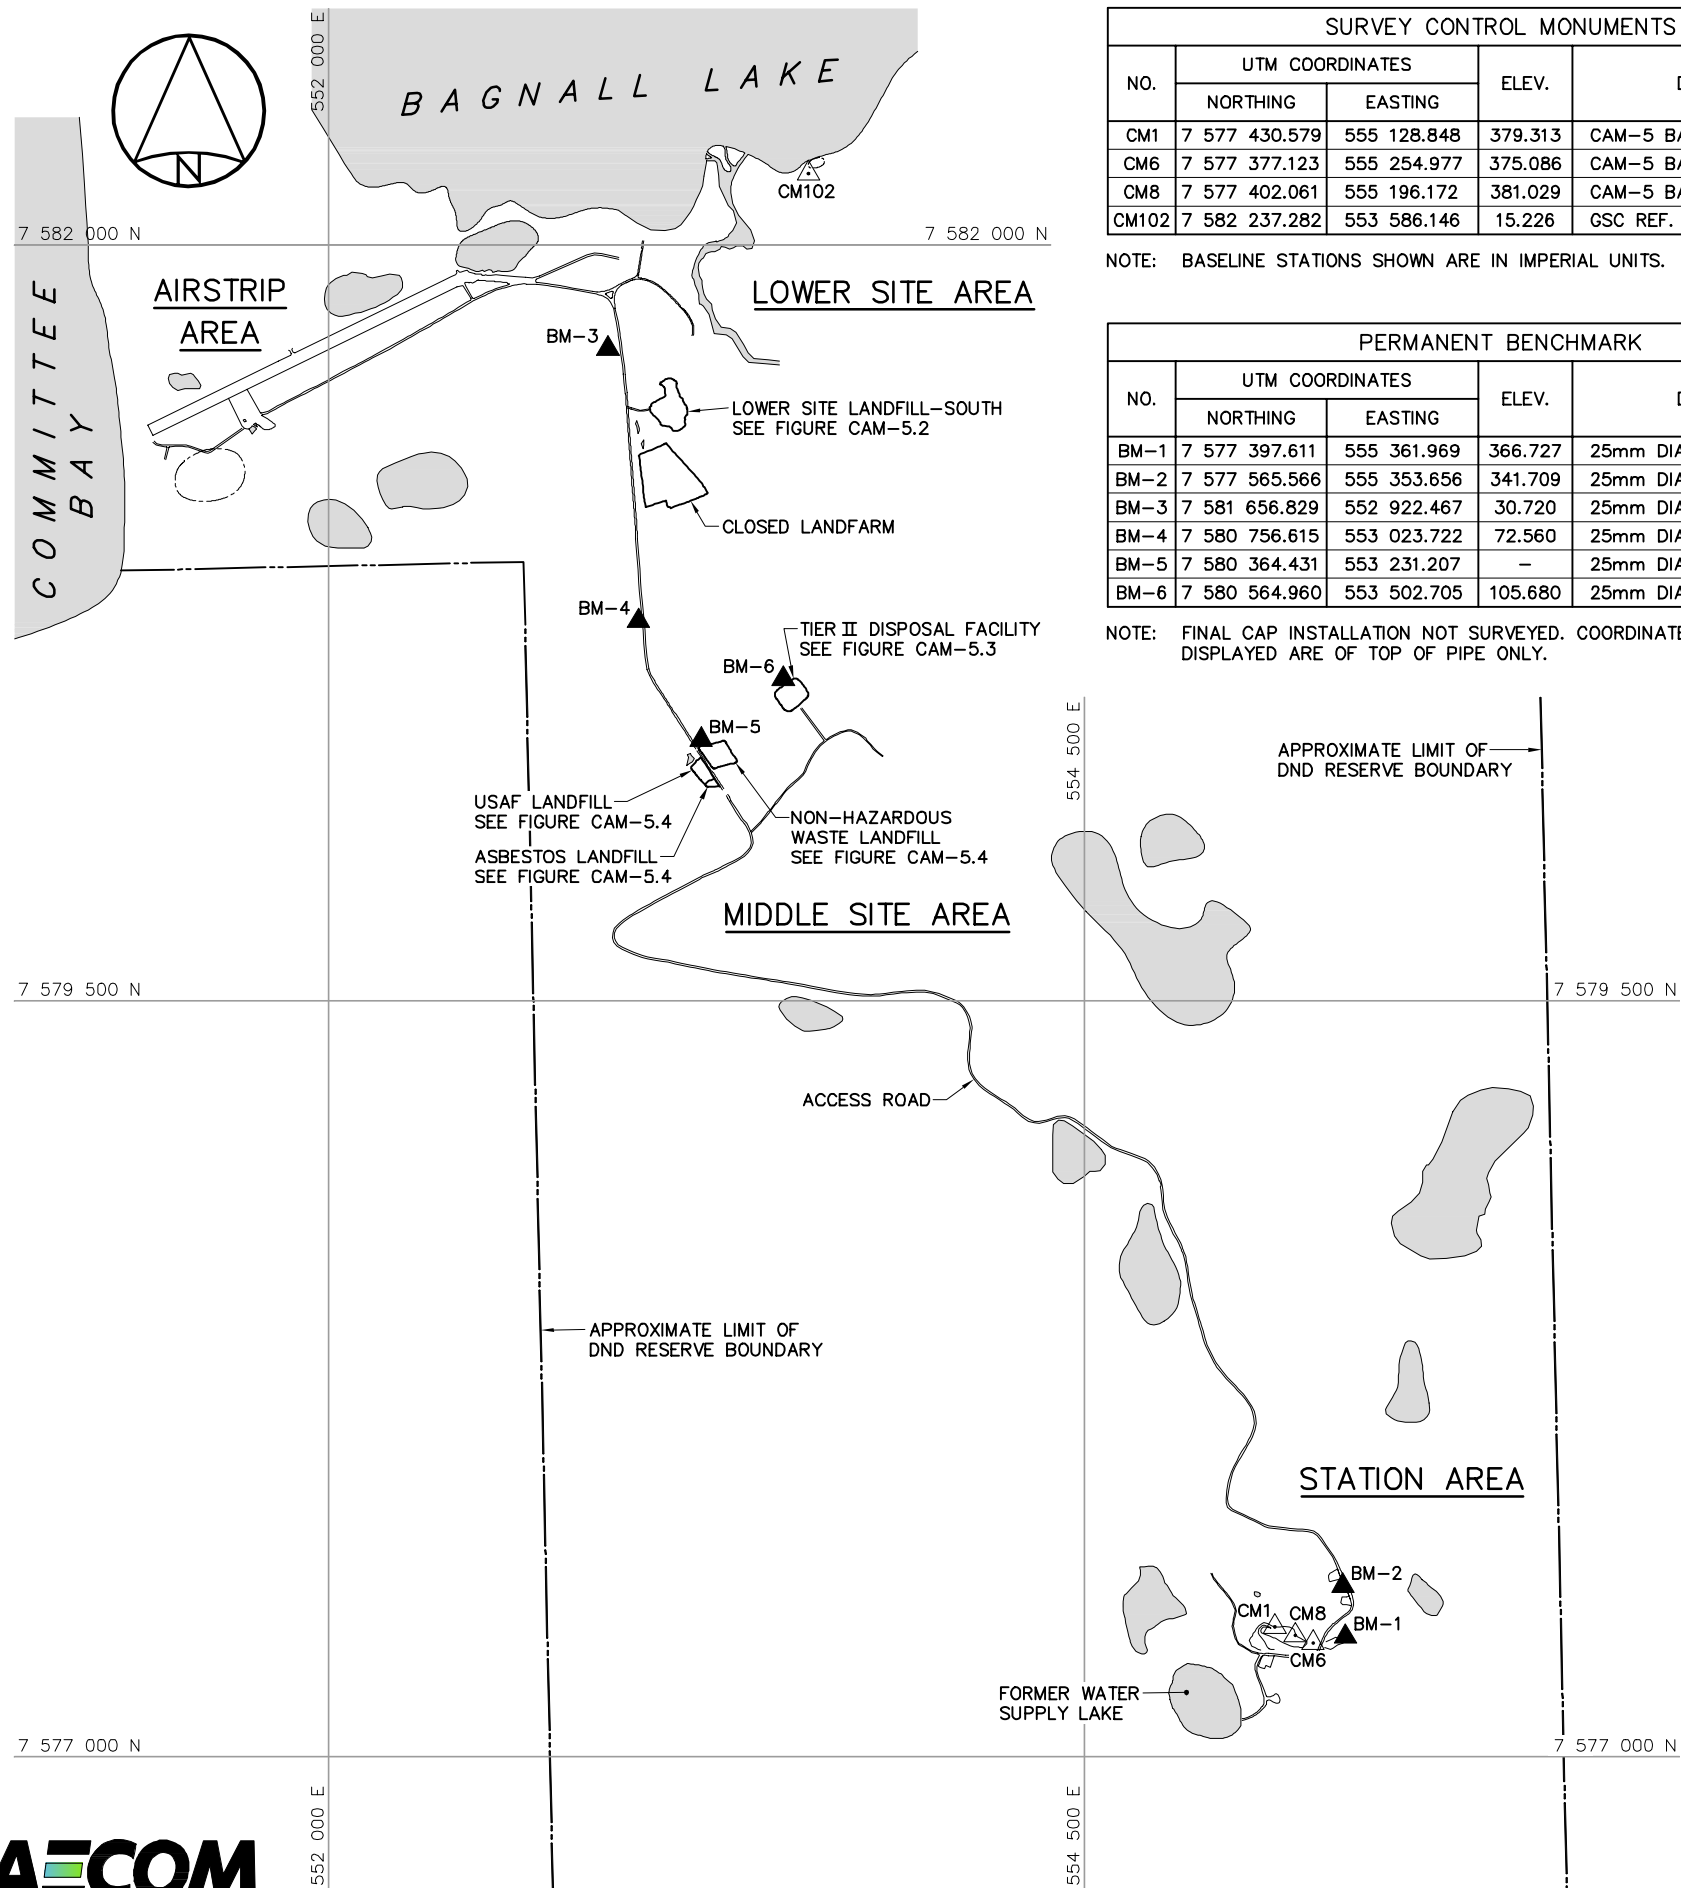 552 000 E
BAGNALL LAKE
N
CM102
7 582 000 N
7 582 000 N
COMMITTEE
BAY
AIRSTRIP
AREA
LOWER SITE AREA
BM-3
LOWER SITE LANDFILL-SOUTH
SEE FIGURE CAM-5.2
CLOSED LANDFARM
SURVEY CONTROL MONUMENTS
NO. UTM COORDINATES ELEV.
NORTHING EASTING
CM1 7 577 430.579 555 128.848 379.313 CAM-5
CM6 7 577 377.123 555 254.977 375.086 CAM-5
CM8 7 577 402.061 555 196.172 381.029 CAM-5
CM102 7 582 237.282 553 586.146 15.226 GSC REF.
NOTE: BASELINE STATIONS SHOWN ARE IN IMPERIAL UNITS.
PERMANENT BENCHMARK
NO. UTM COORDINATES ELEV.
NORTHING EASTING
BM-1 7 577 397.611 555 361.969 366.727 25mm
BM-2 7 577 565.566 555 353.656 341.709 25mm
BM-3 7 581 656.829 552 922.467 30.720 25mm
BM-4 7 580 756.615 553 023.722 72.560 25mm
BM-5 7 580 364.431 553 231.207 – 25mm
BM-6 7 580 564.960 553 502.705 105.680 25mm
NOTE: FINAL CAP INSTALLATION NOT SURVEYED. COORDINATE
DISPLAYED ARE OF TOP OF PIPE ONLY.
BM-4
TIER II DISPOSAL FACILITY
SEE FIGURE CAM-5.3
BM-6
BM-5
554 500 E
APPROXIMATE LIMIT OF
DND RESERVE BOUNDARY
USAF LANDFILL
SEE FIGURE CAM-5.4
ASBESTOS LANDFILL
SEE FIGURE CAM-5.4
NON-HAZARDOUS
WASTE LANDFILL
SEE FIGURE CAM-5.4
MIDDLE SITE AREA
7 579 500 N
7 579 500 N
ACCESS ROAD
APPROXIMATE LIMIT OF
DND RESERVE BOUNDARY
STATION AREA
BM-2
CM1
CM8
BM-1
CM6
FORMER WATER
SUPPLY LAKE
7 577 000 N
7 577 000 N
552 000 E
554 500 E
AECOM